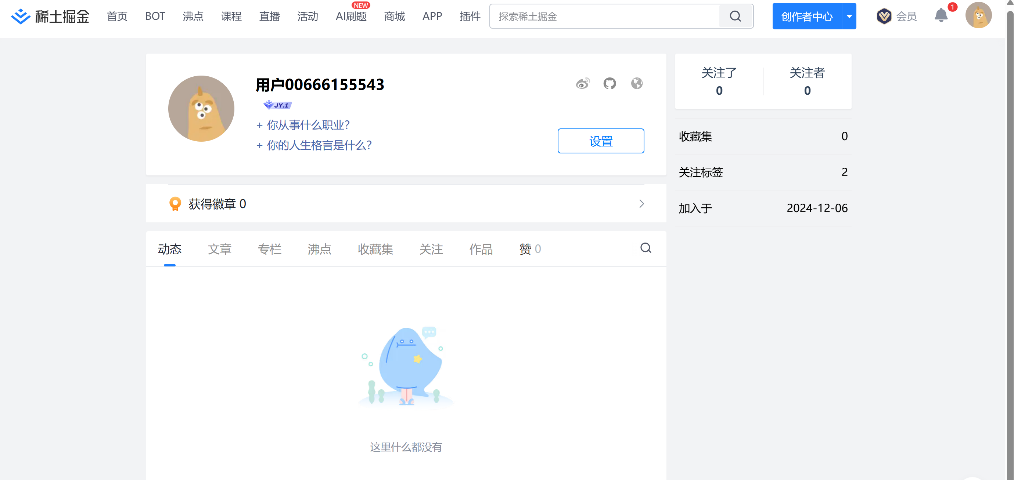 稀土掘金 首页 BOT 沸点 课程 直播 活动 AI刷题 NEW 商城 APP 插件 探索稀土掘金 创作者中心 会员 1
用户00666155543
JY.1
+ 你从事什么职业?
+ 你的人生格言是什么?
设置
获得徽章 0
动态 文章 专栏 沸点 收藏集 关注 作品 赞 0
这里什么都没有
关注了 关注者
0 0
收藏集 0
关注标签 2
加入于 2024-12-06